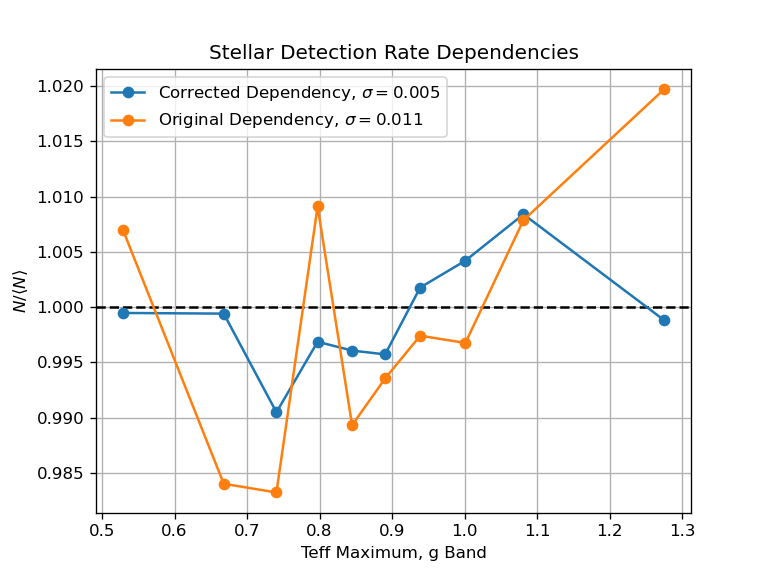 Stellar Detection Rate Dependencies
Corrected Dependency, σ = 0.005
Original Dependency, σ = 0.011
1.020
1.015
1.010
1.005
1.000
0.995
0.990
0.985
N/⟨N⟩
0.5 0.6 0.7 0.8 0.9 1.0 1.1 1.2 1.3
Teff Maximum, g Band